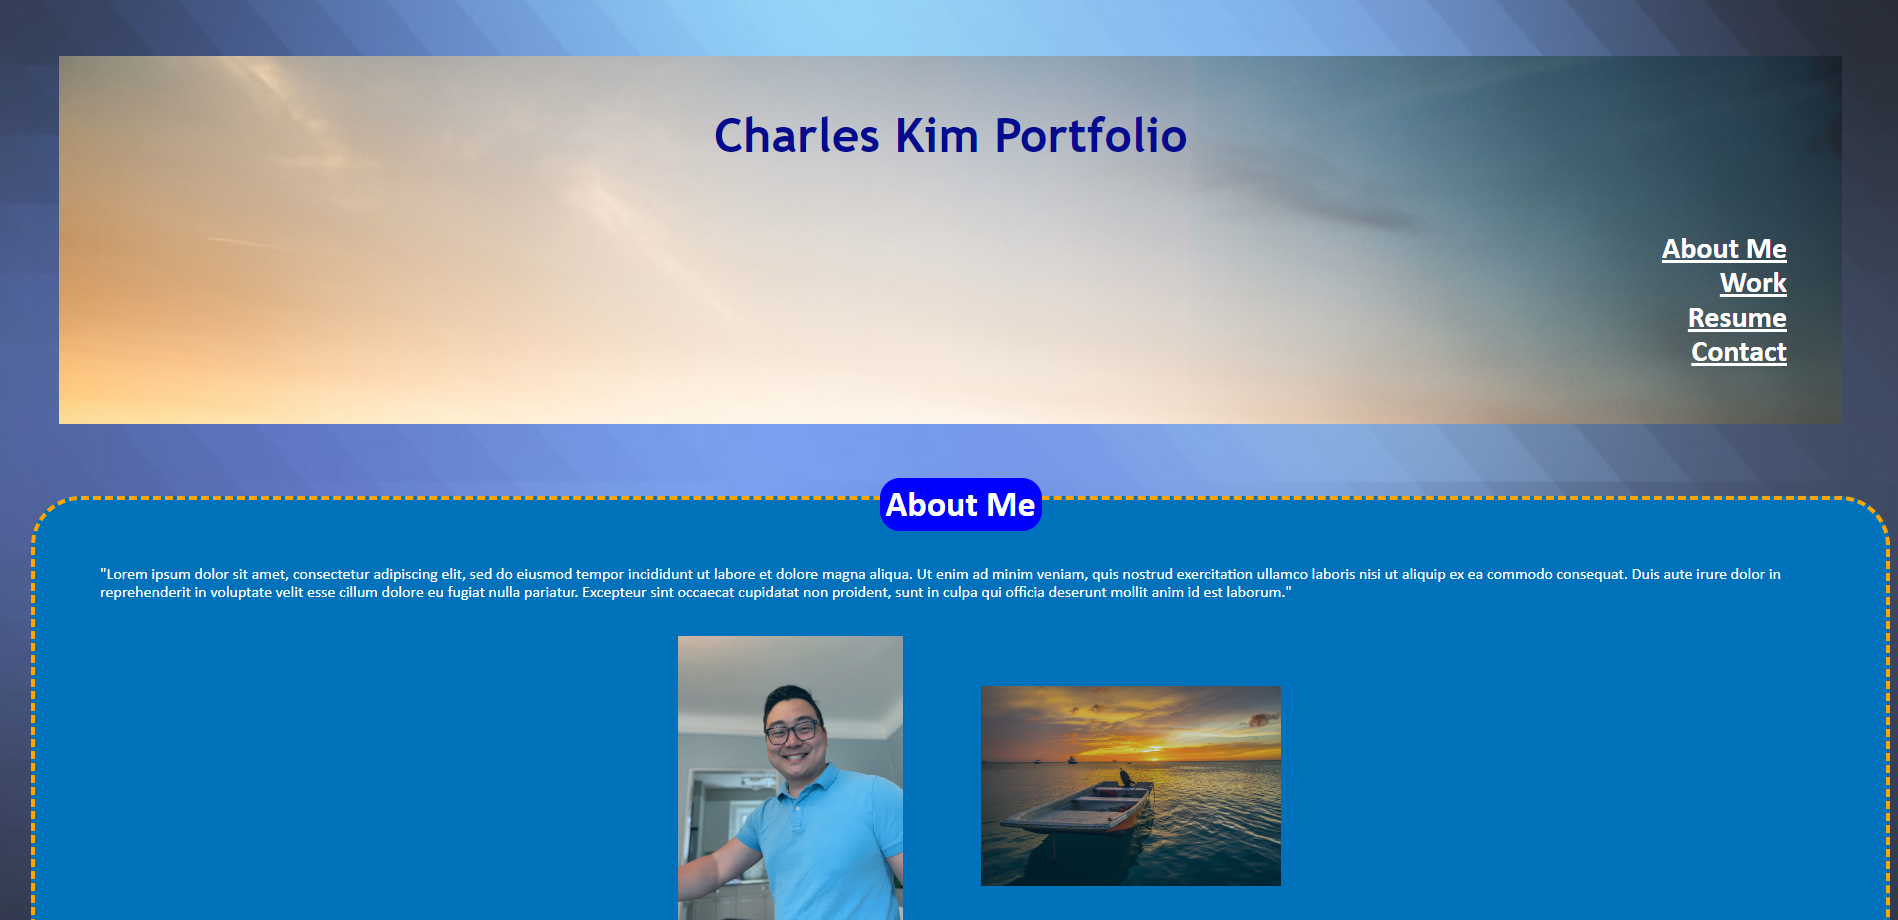 Charles Kim Portfolio
About Me
Work
Resume
Contact
About Me
"Lorem ipsum dolor sit amet, consectetur adipiscing elit, sed do eiusmod tempor incididunt ut labore et dolore magna aliqua. Ut enim ad minim veniam, quis nostrud exercitation ullamco laboris nisi ut aliquip ex ea commodo consequat. Duis aute irure dolor in
reprehenderit in voluptate velit esse cillum dolore eu fugiat nulla pariatur. Excepteur sint occaecat cupidatat non proident, sunt in culpa qui officia deserunt mollit anim id est laborum."